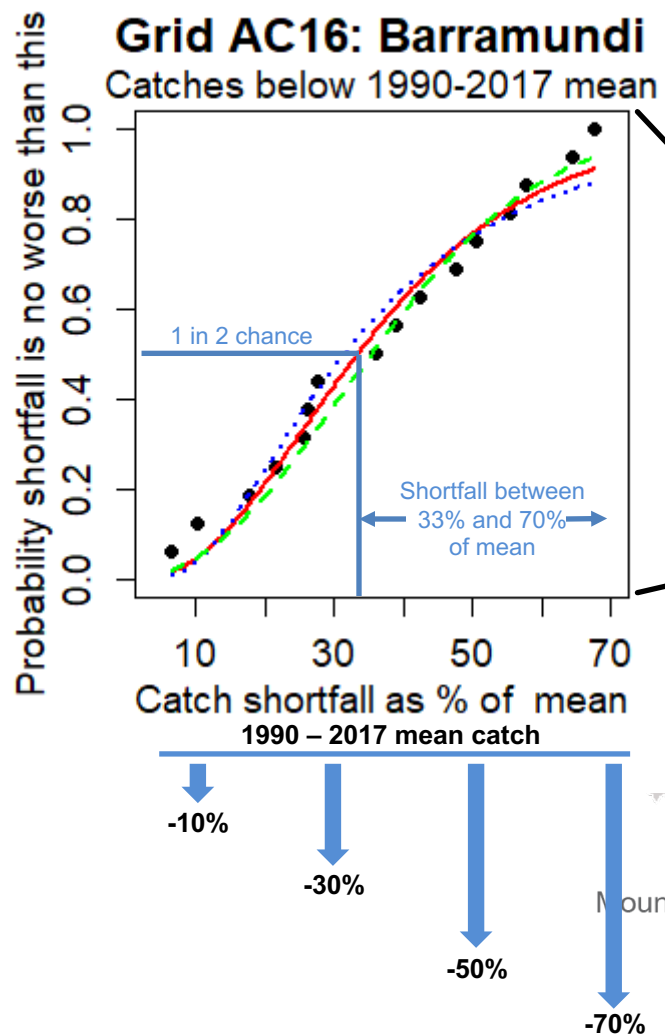 Grid AC16: Barramundi
Catches below 1990-2017 mean
Probability shortfall is no worse than this
1.0
0.8
0.6
0.4
0.2
0.0
1 in 2 chance
Shortfall between
33% and 70%
of mean
10 30 50 70
Catch shortfall as % of mean
1990 – 2017 mean catch
-10%
-30%
-50%
-70%